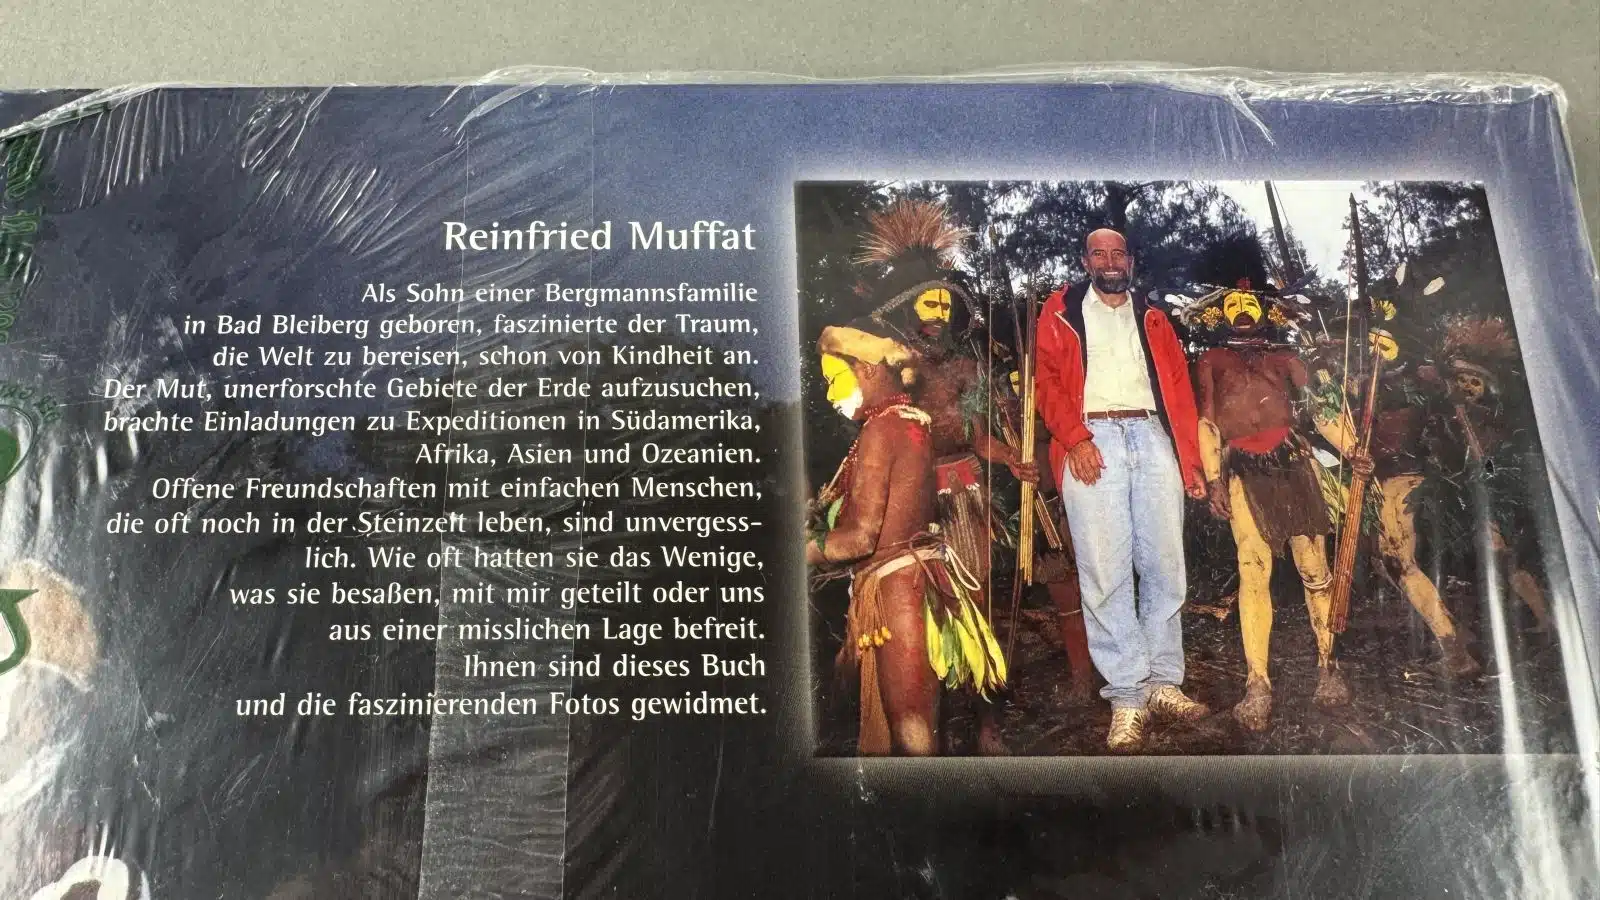 Reinfried Muffat
Als Sohn einer Bergmannsfamilie
in Bad Bleiberg geboren, faszinierte der Traum,
die Welt zu bereisen, schon von Kindheit an.
Der Mut, unerforschte Gebiete der Erde aufzusuchen,
brachte Einladungen zu Expeditionen in Südamerika,
Afrika, Asien und Ozeanien.
Offene Freundschaften mit einfachen Menschen,
die oft noch in der Steinzeit leben, sind unvergess-
lich. Wie oft hatten sie das Wenige,
was sie besaßen, mit mir geteilt oder uns
aus einer misslichen Lage befreit.
Ihnen sind dieses Buch
und die faszinierenden Fotos gewidmet.